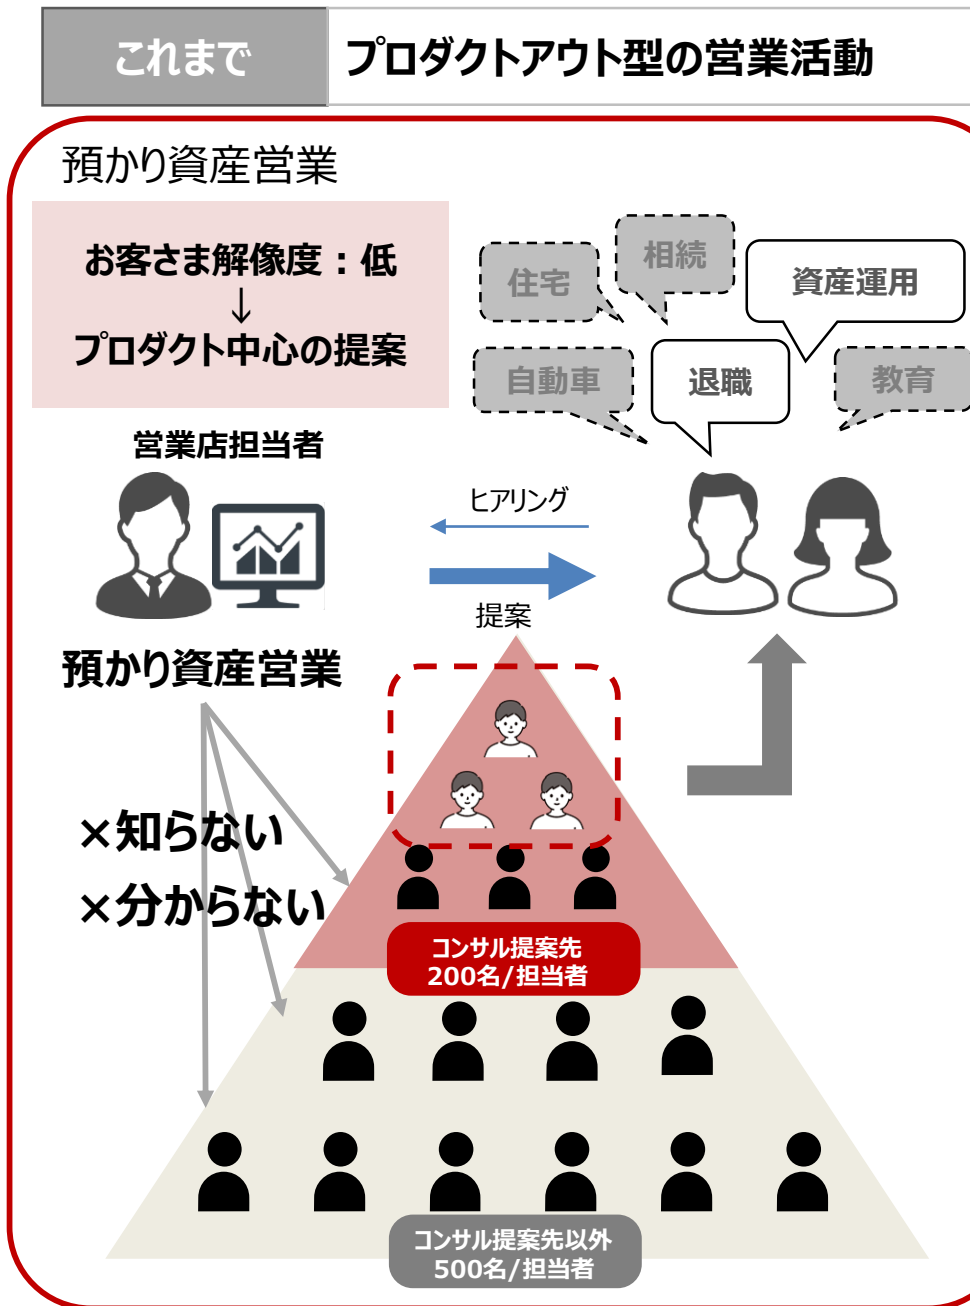 これまで
プロダクトアウト型の営業活動
預かり資産営業
お客さま解像度：低
↓
プロダクト中心の提案
住宅
相続
資産運用
自動車
退職
教育
営業店担当者
ヒアリング
提案
預かり資産営業
×知らない
×分からない
コンサル提案先
200名/担当者
コンサル提案先以外
500名/担当者